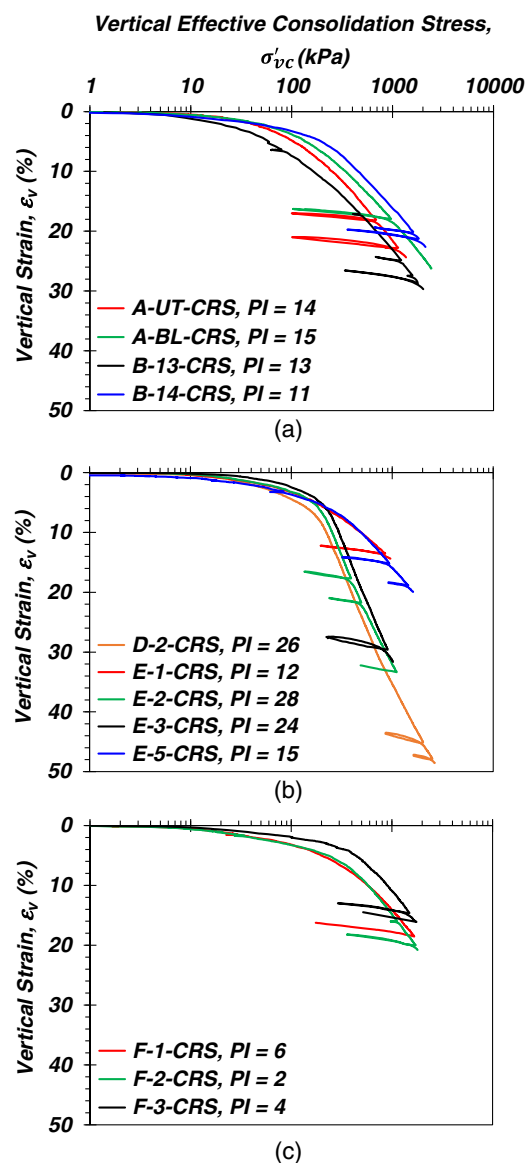 Vertical Effective Consolidation Stress,
σ′vc (kPa)
1 10 100 1000 10000
Vertical Strain, εv (%)
0
10
20
30
40
50
A-UT-CRS, PI = 14
A-BL-CRS, PI = 15
B-13-CRS, PI = 13
B-14-CRS, PI = 11
(a)
Vertical Strain, εv (%)
0
10
20
30
40
50
D-2-CRS, PI = 26
E-1-CRS, PI = 12
E-2-CRS, PI = 28
E-3-CRS, PI = 24
E-5-CRS, PI = 15
(b)
Vertical Strain, εv (%)
0
10
20
30
40
50
F-1-CRS, PI = 6
F-2-CRS, PI = 2
F-3-CRS, PI = 4
(c)